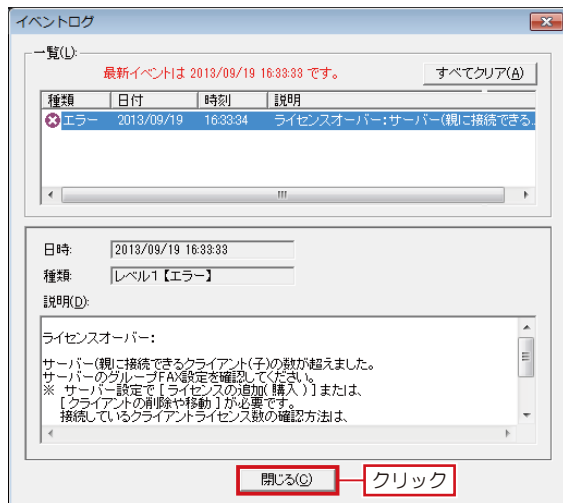 イベントログ
一覧(L):
最新イベントは 2013/09/19 16:33:33 です。
すべてクリア(A)
種類 日付 時刻 説明
エラー 2013/09/19 16:33:34 ライセンスオーバー：サーバー(親に接続できる...
日時: 2013/09/19 16:33:33
種類: レベル1【エラー】
説明(D):
ライセンスオーバー：
サーバー(親に接続できるクライアント(子)の数が超えました。
サーバーのグループFAX設定を確認してください。
※ サーバー設定で [ ライセンスの追加( 購入 ) ] または、
[ クライアントの削除や移動 ] が必要です。
接続しているクライアントライセンス数の確認方法は、
閉じる(C)
クリック